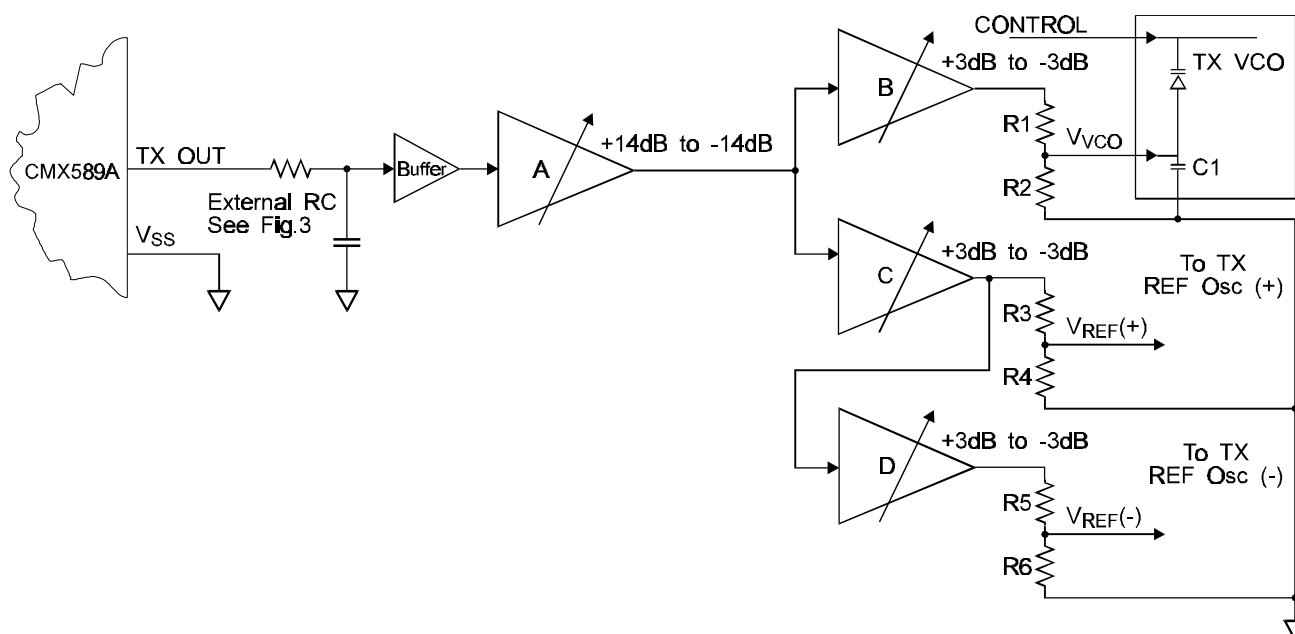 CONTROL
+3dB to -3dB
TX VCO
B
R1
TX OUT
+14dB to -14dB
VVCO
CMX589A
Buffer
A
C1
R2
External RC
See Fig.3
VSS
+3dB to -3dB
To TX
REF Osc (+)
C
R3
VREF(+)
R4
+3dB to -3dB
To TX
REF Osc (-)
D
R5
VREF(-)
R6